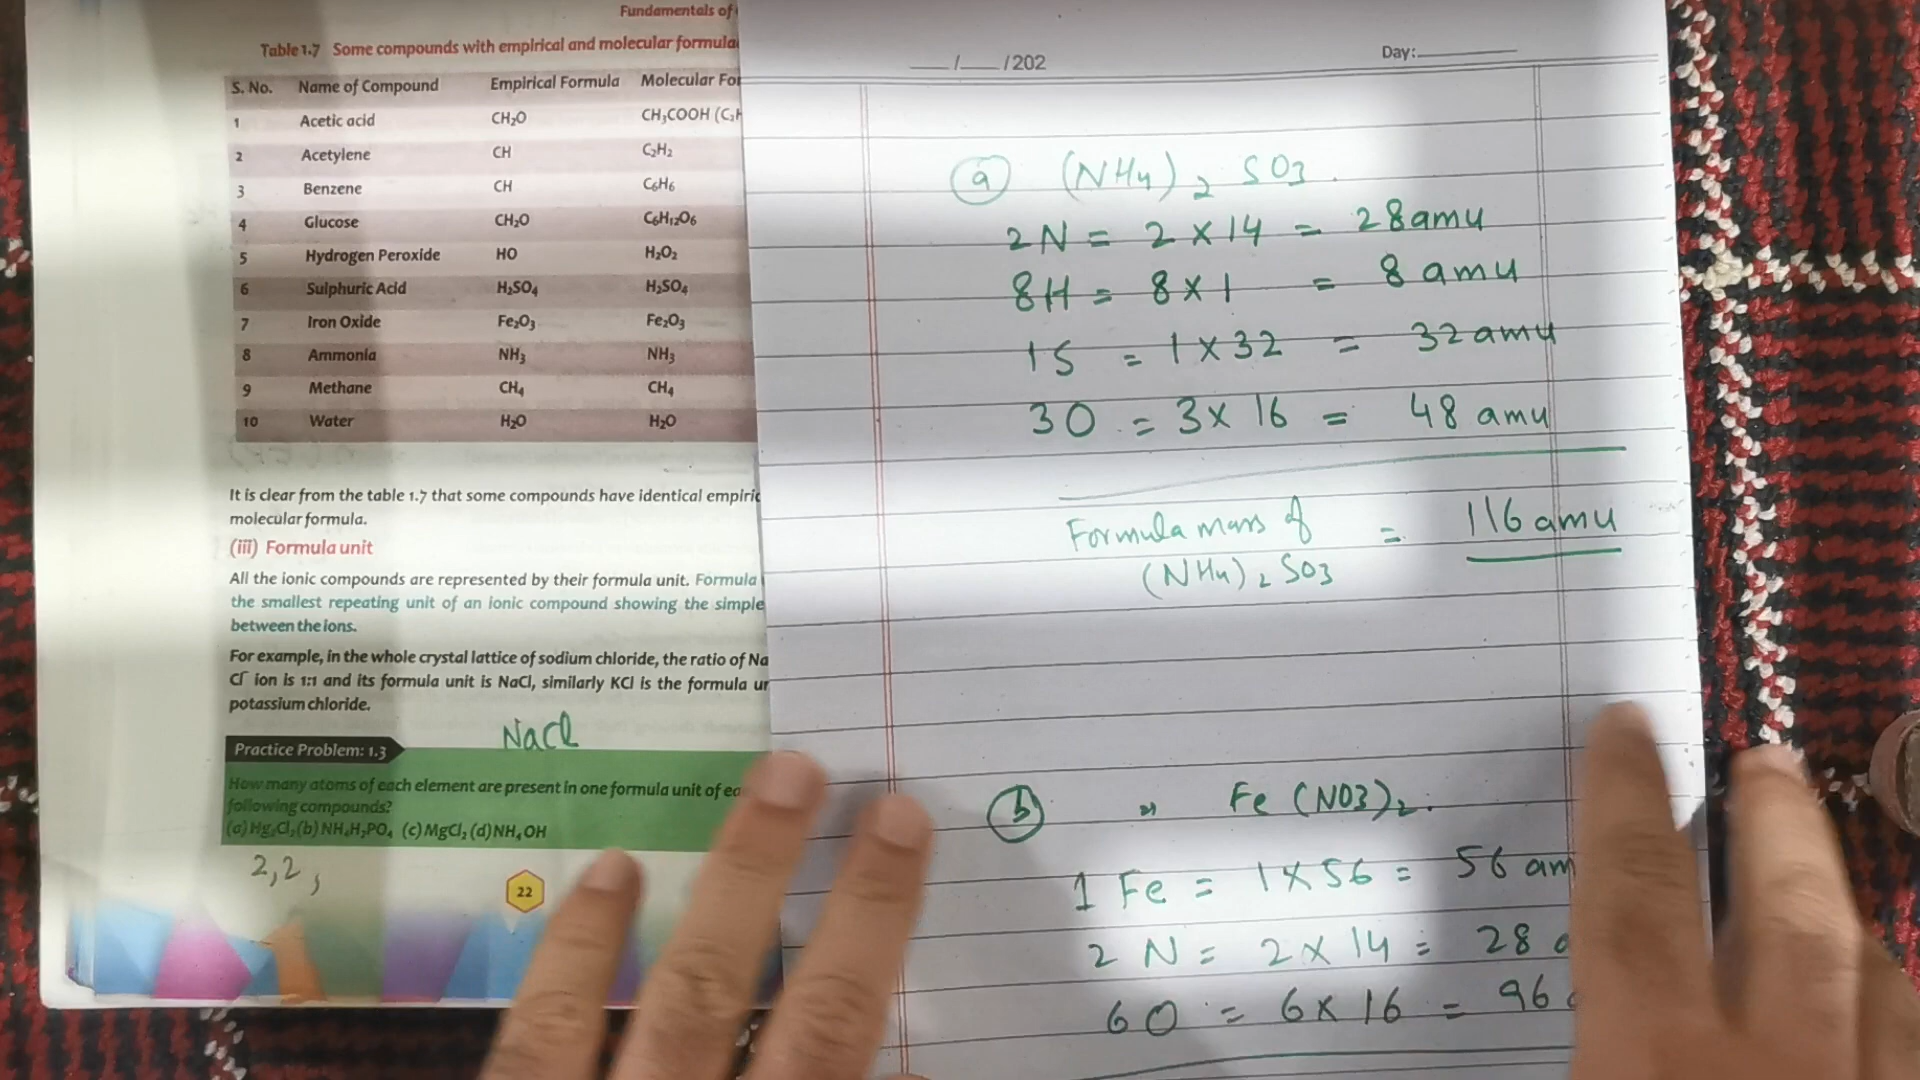 Fundamentals of
Table 1.7 Some compounds with empirical and molecular formula
S. No. Name of Compound Empirical Formula Molecular For
1 Acetic acid CH₂O CH₃COOH (C₂H
2 Acetylene CH C₂H₂
3 Benzene CH C₆H₆
4 Glucose CH₂O C₆H₁₂O₆
5 Hydrogen Peroxide HO H₂O₂
6 Sulphuric Acid H₂SO₄ H₂SO₄
7 Iron Oxide Fe₂O₃ Fe₂O₃
8 Ammonia NH₃ NH₃
9 Methane CH₄ CH₄
10 Water H₂O H₂O
It is clear from the table 1.7 that some compounds have identical empiric
molecular formula.
(iii) Formula unit
All the ionic compounds are represented by their formula unit. Formula
the smallest repeating unit of an ionic compound showing the simple
between the ions.
For example, in the whole crystal lattice of sodium chloride, the ratio of Na
Cl⁻ ion is 1:1 and its formula unit is NaCl, similarly KCl is the formula un
potassium chloride.
NaCl
Practice Problem: 1.3
How many atoms of each element are present in one formula unit of ea
following compounds?
(a) Hg₂Cl₂ (b) NH₄H₂PO₄ (c) MgCl₂ (d) NH₄OH
2,2,
22
__/__/202 Day:
(a) (NH₄)₂ SO₃.
2N = 2 × 14 = 28 amu
8H = 8 × 1 = 8 amu
1S = 1 × 32 = 32 amu
3O = 3 × 16 = 48 amu
Formula mass of = 116 amu
(NH₄)₂ SO₃
(b) " Fe (NO₃)₂.
1 Fe = 1 × 56 = 56 am
2 N = 2 × 14 = 28 a
6O = 6 × 16 = 96 a